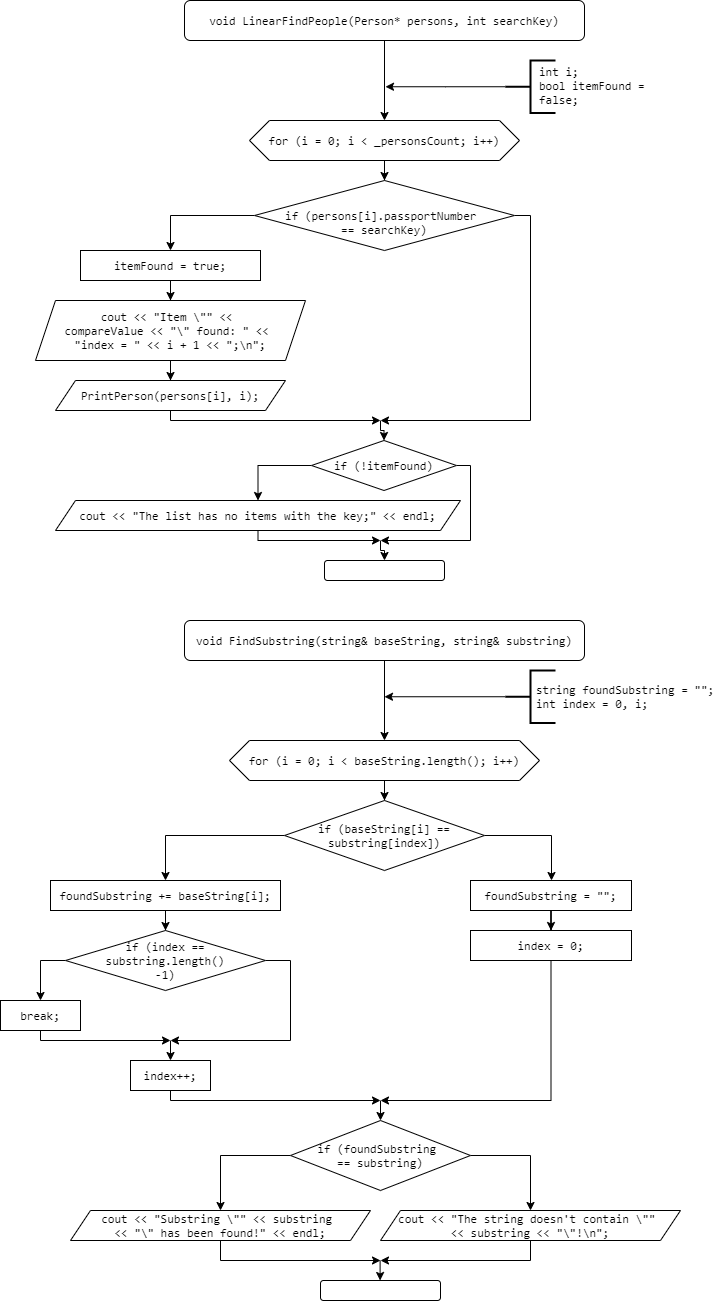 void LinearFindPeople(Person* persons, int searchKey)
int i;
bool itemFound =
false;
for (i = 0; i < _personsCount; i++)
if (persons[i].passportNumber
== searchKey)
itemFound = true;
cout << "Item \"" <<
compareValue << "\" found: " <<
"index = " << i + 1 << ";\n";
PrintPerson(persons[i], i);
if (!itemFound)
cout << "The list has no items with the key;" << endl;
void FindSubstring(string& baseString, string& substring)
string foundSubstring = "";
int index = 0, i;
for (i = 0; i < baseString.length(); i++)
if (baseString[i] ==
substring[index])
foundSubstring += baseString[i];
foundSubstring = "";
if (index ==
substring.length()
-1)
index = 0;
break;
index++;
if (foundSubstring
== substring)
cout << "Substring \"" << substring
<< "\" has been found!" << endl;
cout << "The string doesn't contain \""
<< substring << "\"!\n";